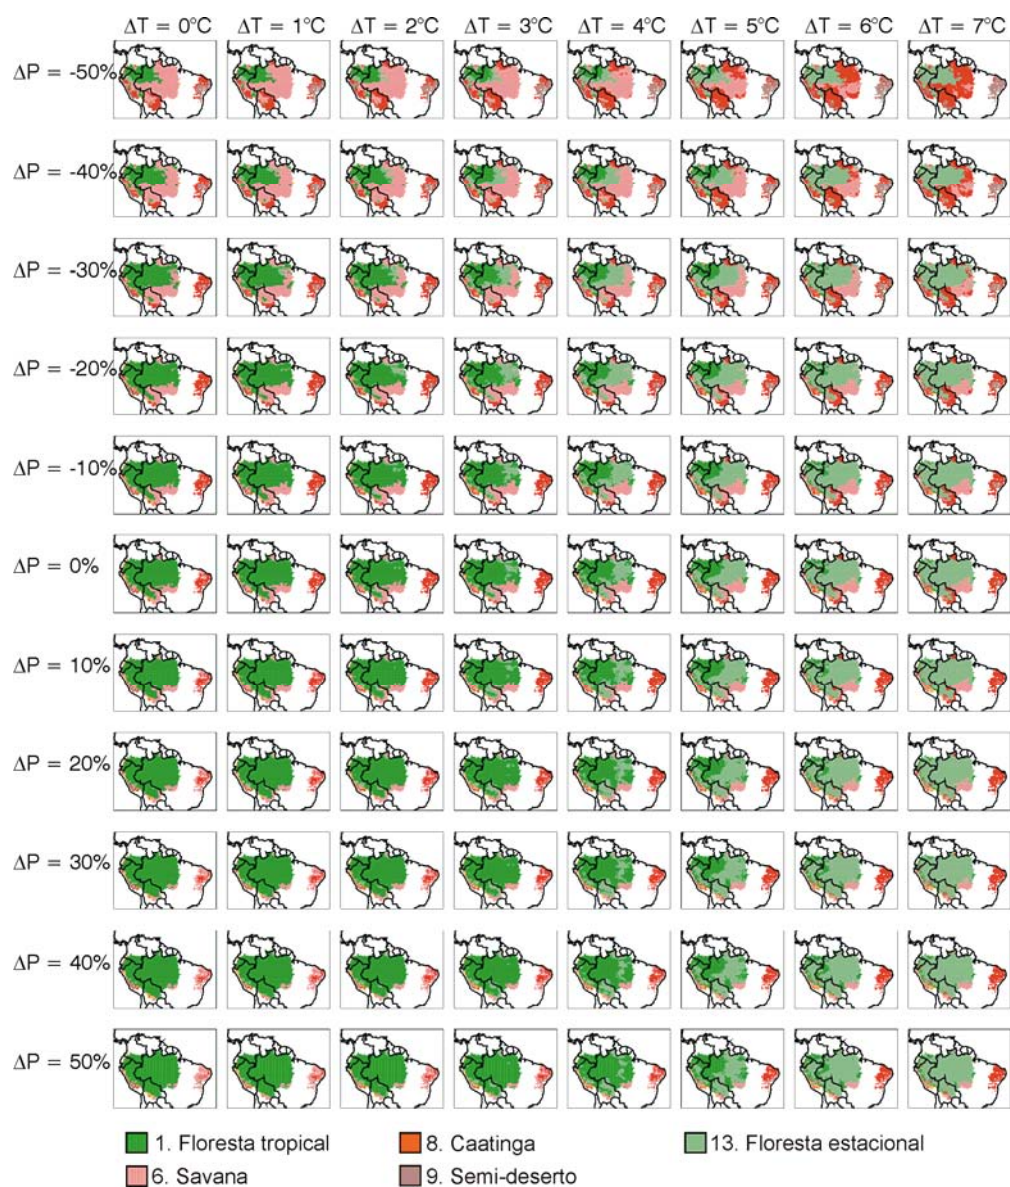 ΔT = 0°C ΔT = 1°C ΔT = 2°C ΔT = 3°C ΔT = 4°C ΔT = 5°C ΔT = 6°C ΔT = 7°C
ΔP = -50%
ΔP = -40%
ΔP = -30%
ΔP = -20%
ΔP = -10%
ΔP = 0%
ΔP = 10%
ΔP = 20%
ΔP = 30%
ΔP = 40%
ΔP = 50%
1. Floresta tropical 8. Caatinga 13. Floresta estacional
6. Savana 9. Semi-deserto